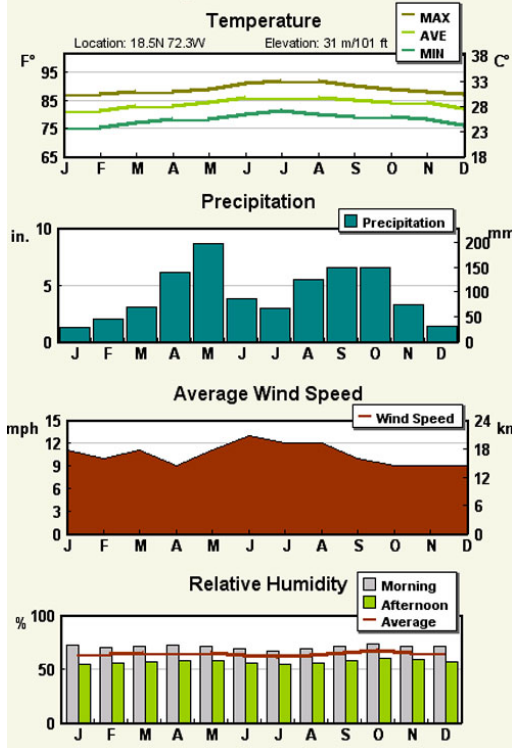 Temperature
Location: 18.5N 72.3W Elevation: 31 m/101 ft
MAX
AVE
MIN
F° C°
95
85
75
65
38
33
28
23
18
J F M A M J J A S O N D
Precipitation
in. mm
Precipitation
10
5
0
200
150
100
50
0
J F M A M J J A S O N D
Average Wind Speed
mph km
Wind Speed
15
12
9
6
3
0
24
18
12
6
0
J F M A M J J A S O N D
Relative Humidity
Morning
Afternoon
Average
%
100
50
0
J F M A M J J A S O N D